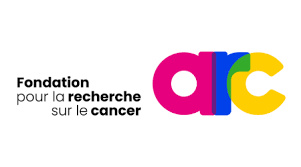 Fondation
pour la recherche
sur le cancer
arc